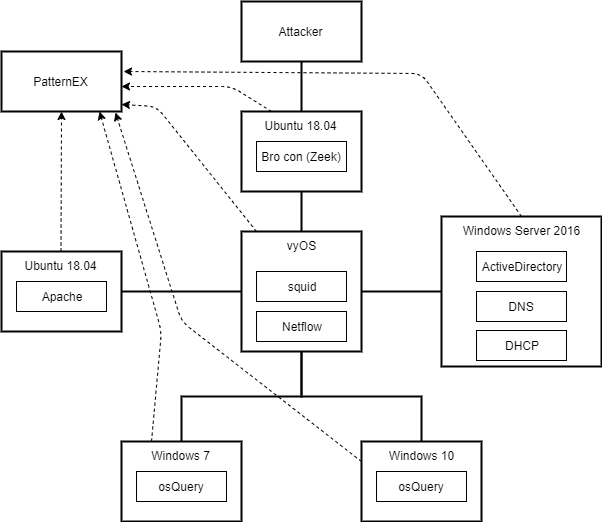 Attacker
PatternEX
Ubuntu 18.04
Bro con (Zeek)
vyOS
squid
Netflow
Windows Server 2016
ActiveDirectory
DNS
DHCP
Ubuntu 18.04
Apache
Windows 7
osQuery
Windows 10
osQuery